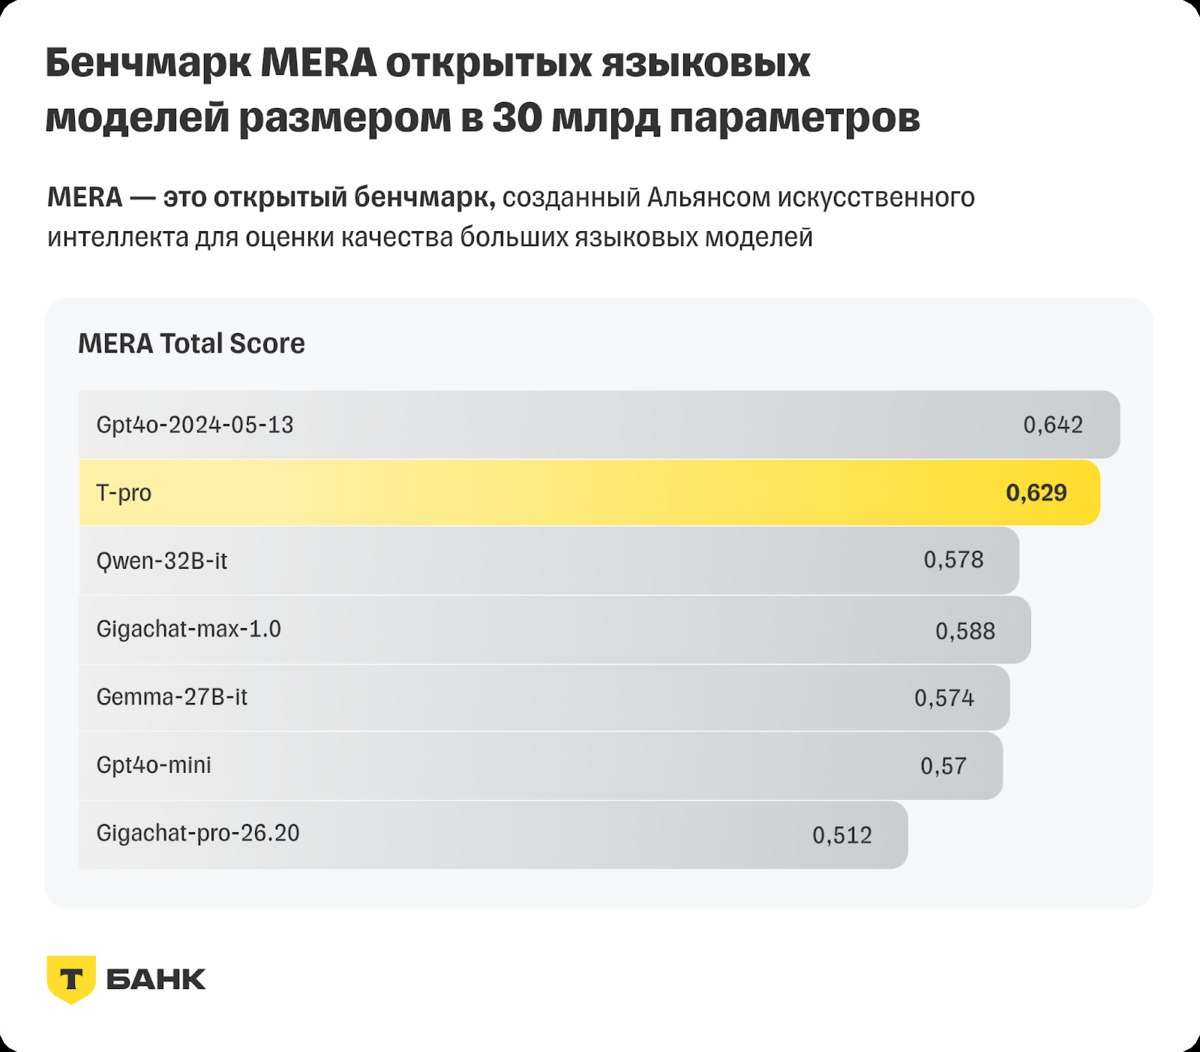 Бенчмарк MERA открытых языковых
моделей размером в 30 млрд параметров
MERA — это открытый бенчмарк, созданный Альянсом искусственного
интеллекта для оценки качества больших языковых моделей
MERA Total Score
Gpt4o-2024-05-13 0,642
T-pro 0,629
Qwen-32B-it 0,578
Gigachat-max-1.0 0,588
Gemma-27B-it 0,574
Gpt4o-mini 0,57
Gigachat-pro-26.20 0,512
Т БАНК